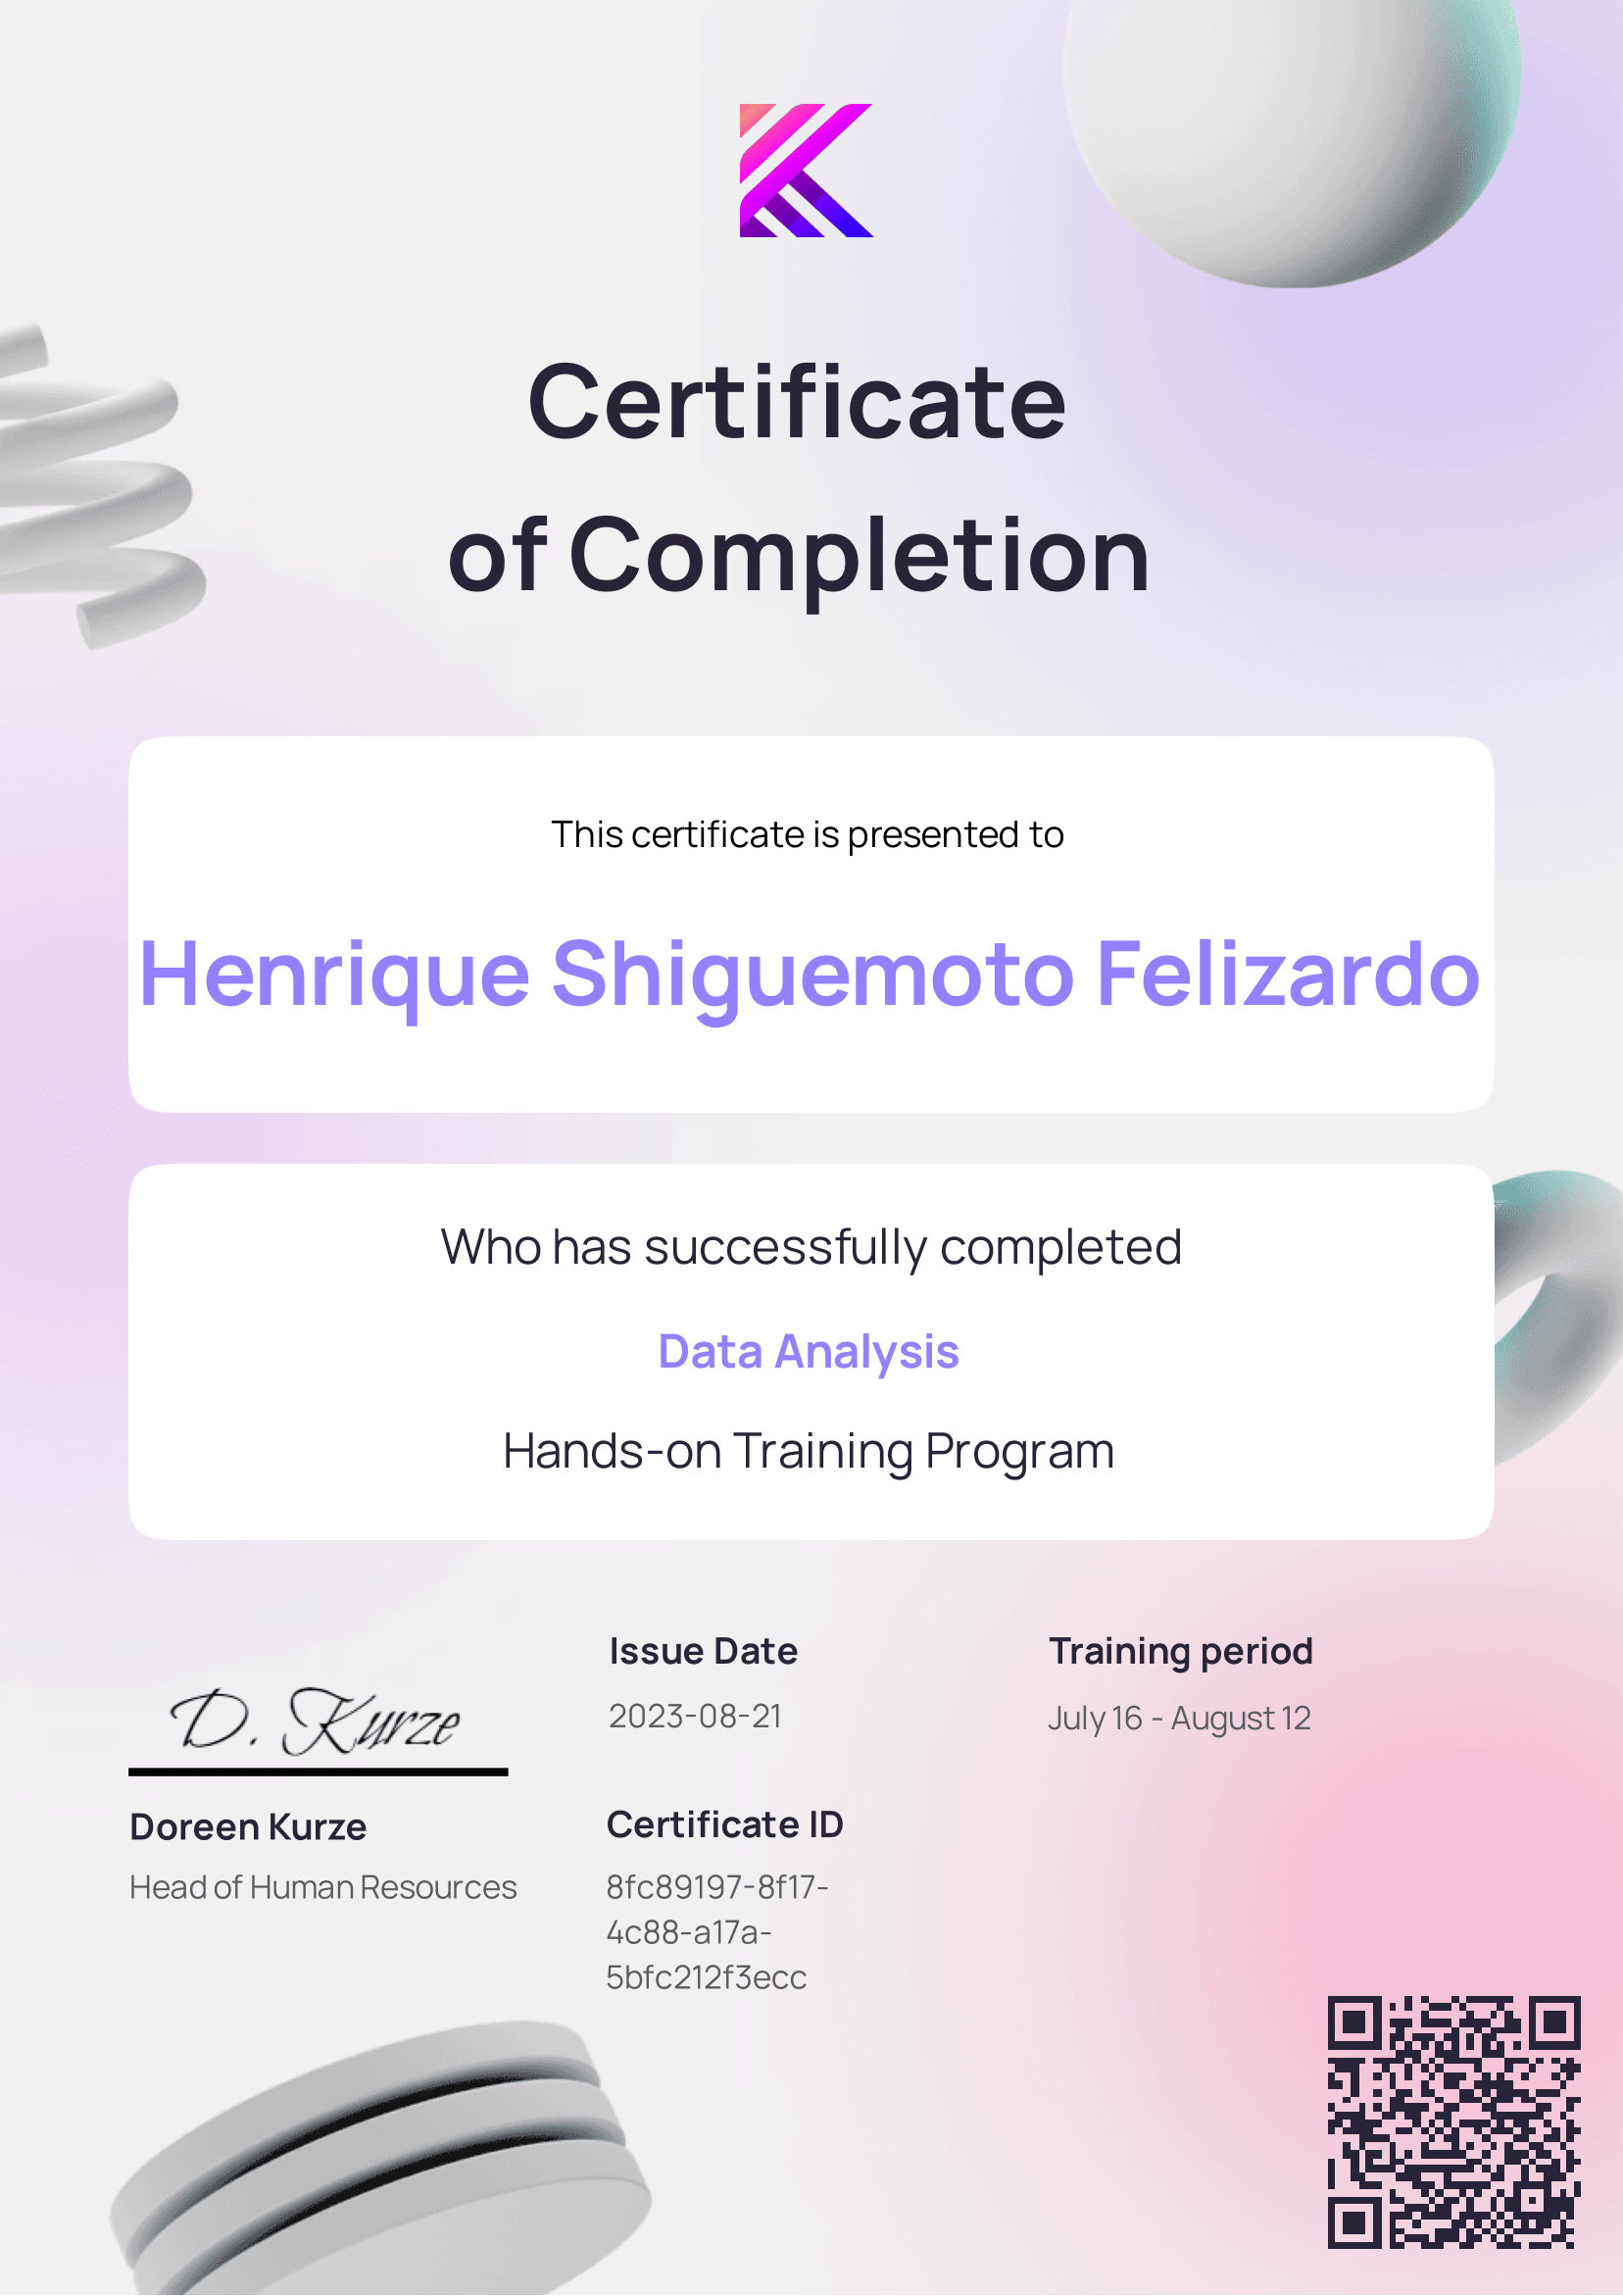 Certificate
of Completion
This certificate is presented to
Henrique Shiguemoto Felizardo
Who has successfully completed
Data Analysis
Hands-on Training Program
D. Kurze
Doreen Kurze
Head of Human Resources
Issue Date
2023-08-21
Training period
July 16 - August 12
Certificate ID
8fc89197-8f17-
4c88-a17a-
5bfc212f3ecc